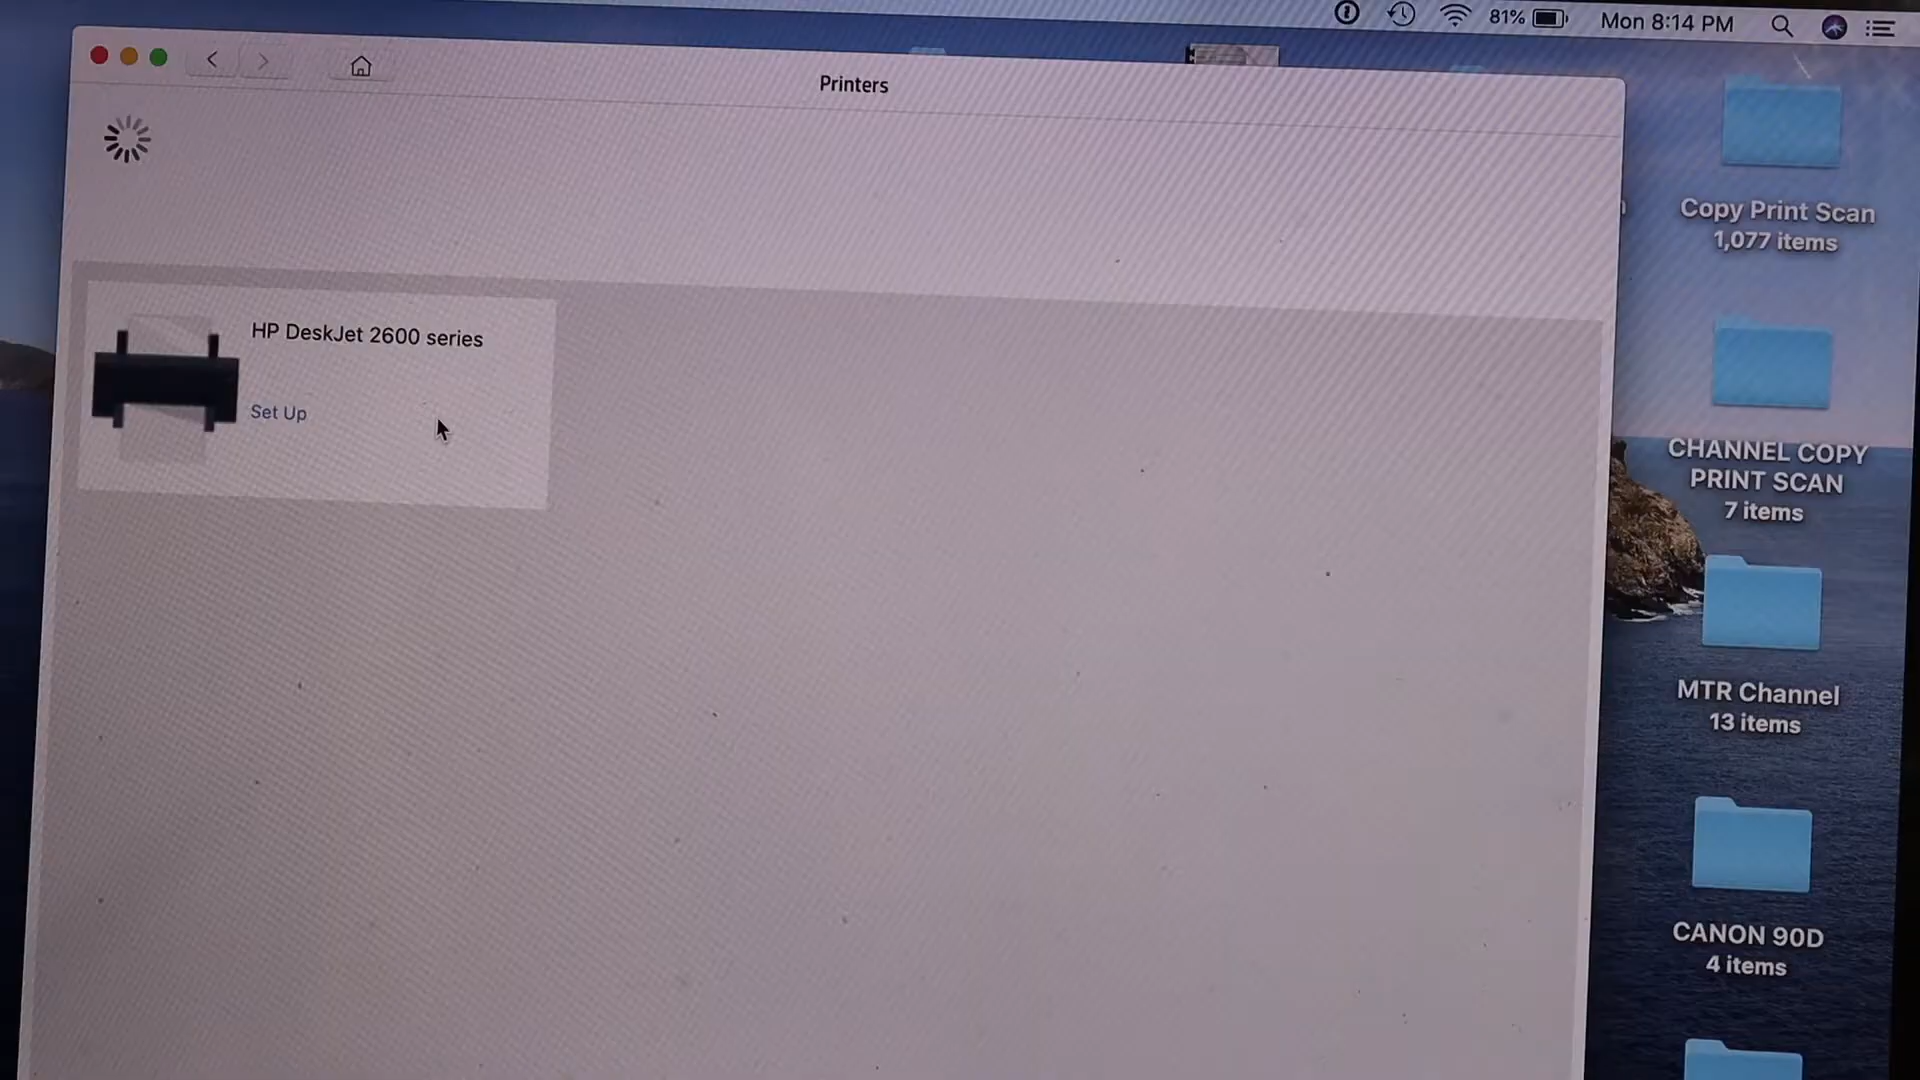 81%
Mon 8:14 PM
Printers
HP DeskJet 2600 series
Set Up
Copy Print Scan
1,077 items
CHANNEL COPY
PRINT SCAN
7 items
MTR Channel
13 items
CANON 90D
4 items